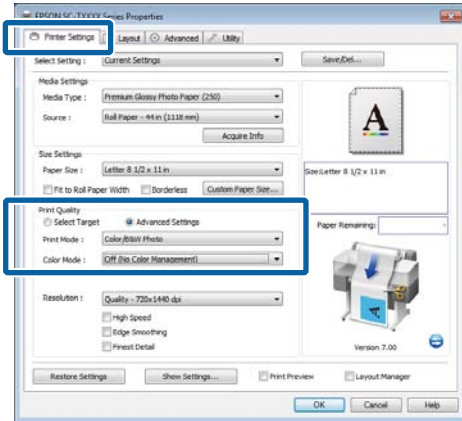 EPSON SC-TXXXX Series Properties
Printer Settings Layout Advanced Utility
Select Setting : Current Settings Save/Del...
Media Settings
Media Type : Premium Glossy Photo Paper (250)
Source : Roll Paper - 44 in (1118 mm)
Acquire Info
A
Size Settings
Paper Size : Letter 8 1/2 x 11 in
Size:Letter 8 1/2 x 11 in
Fit to Roll Paper Width Borderless Custom Paper Size...
Print Quality
Select Target Advanced Settings
Paper Remaining:
Print Mode : Color/B&W Photo
Color Mode : Off (No Color Management)
Resolution : Quality - 720x1440 dpi
High Speed
Edge Smoothing
Finest Detail
Version 7.00
Restore Settings Show Settings... Print Preview Layout Manager
OK Cancel Help